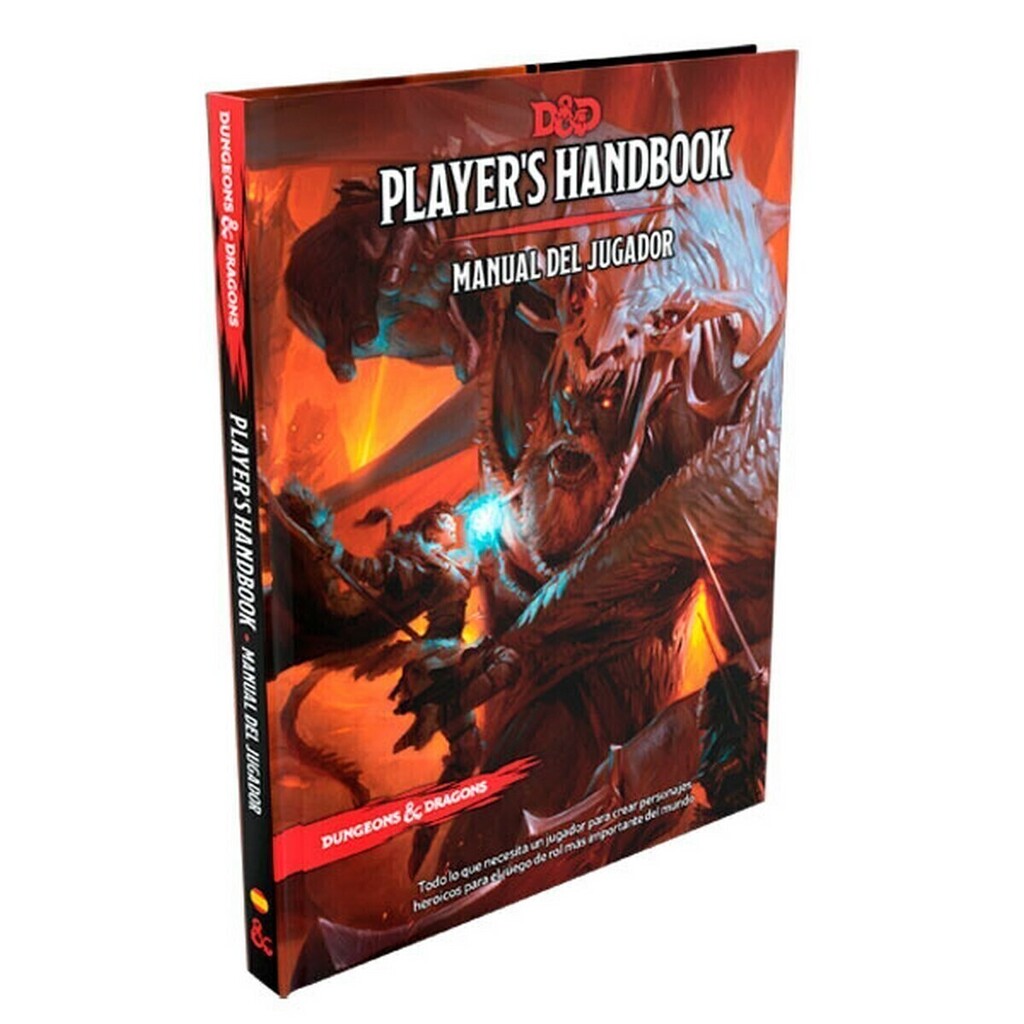 D&D
PLAYER'S HANDBOOK
MANUAL DEL JUGADOR
DUNGEONS & DRAGONS
Todo lo que necesita un jugador para crear personajes
heroicos para el juego de rol más importante del mundo
DUNGEONS & DRAGONS
PLAYER'S HANDBOOK • MANUAL DEL JUGADOR
&